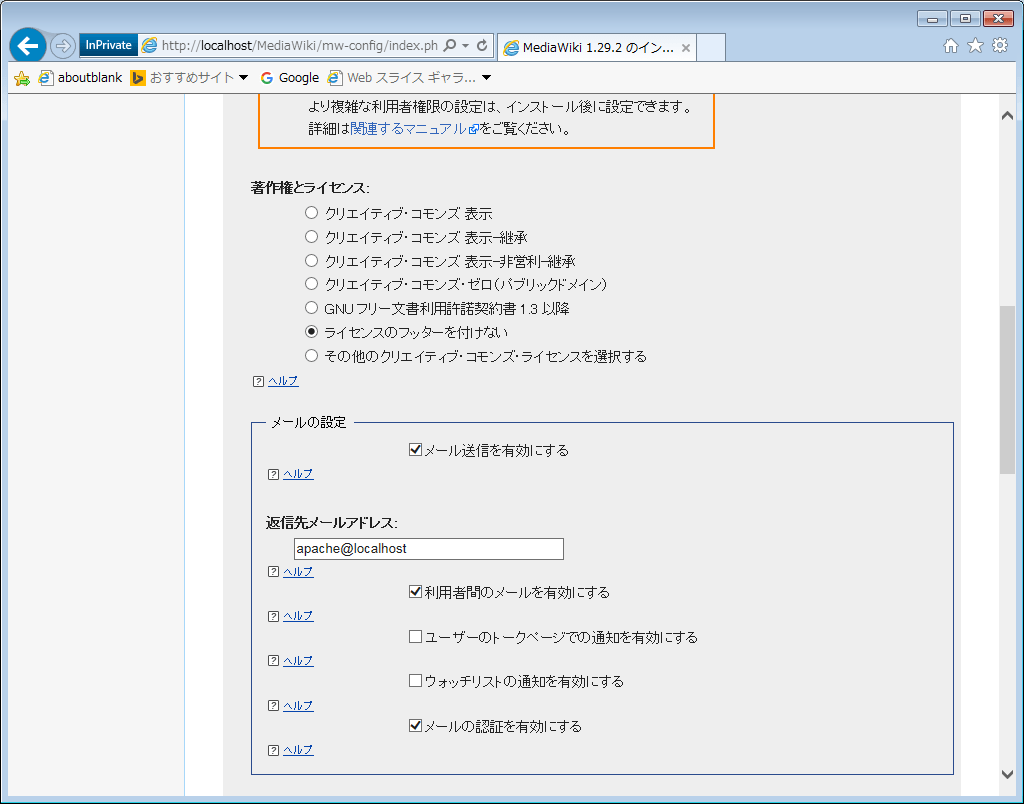 InPrivate
http://localhost/MediaWiki/mw-config/index.ph
MediaWiki 1.29.2 のイン...
aboutblank
おすすめサイト
Google
Web スライス ギャラ...
より複雑な利用者権限の設定は、インストール後に設定できます。
詳細は関連するマニュアルをご覧ください。
著作権とライセンス:
クリエイティブ・コモンズ 表示
クリエイティブ・コモンズ 表示-継承
クリエイティブ・コモンズ 表示-非営利-継承
クリエイティブ・コモンズ・ゼロ(パブリックドメイン)
GNU フリー文書利用許諾契約書 1.3 以降
ライセンスのフッターを付けない
その他のクリエイティブ・コモンズ・ライセンスを選択する
? ヘルプ
メールの設定
メール送信を有効にする
? ヘルプ
返信先メールアドレス:
apache@localhost
? ヘルプ
利用者間のメールを有効にする
? ヘルプ
ユーザーのトークページでの通知を有効にする
? ヘルプ
ウォッチリストの通知を有効にする
? ヘルプ
メールの認証を有効にする
? ヘルプ